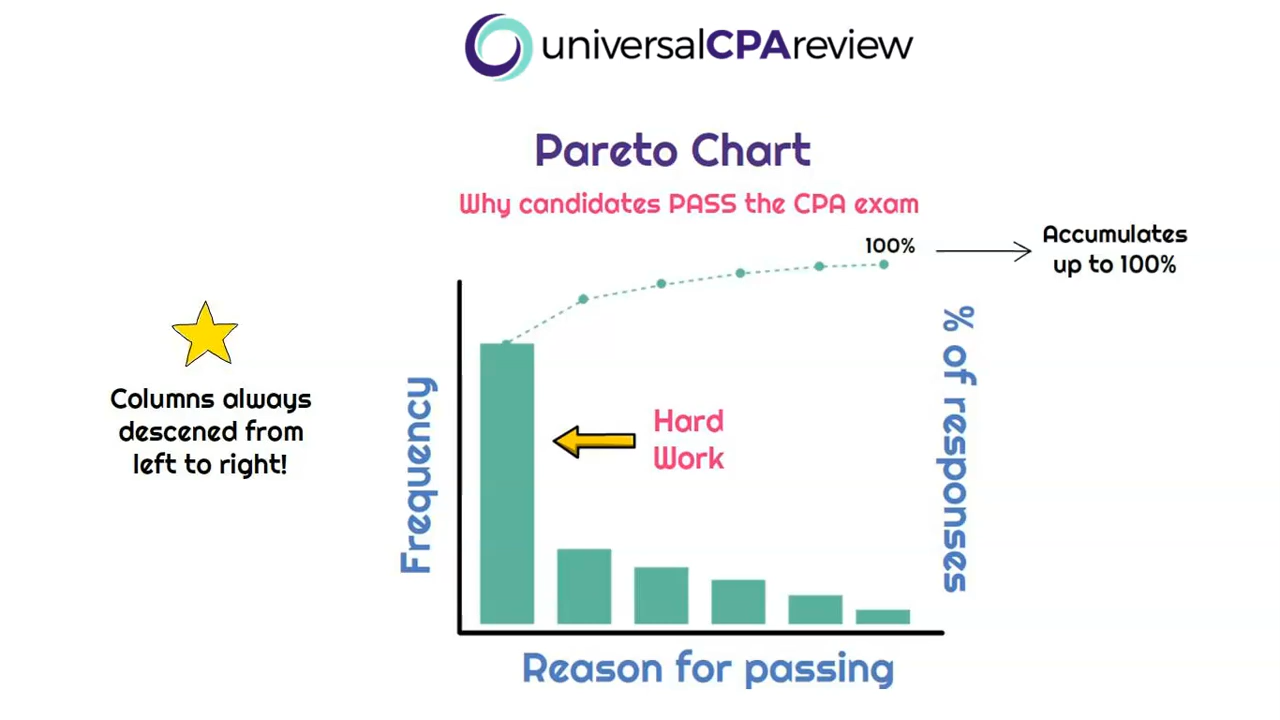 universalCPAreview
Pareto Chart
Why candidates PASS the CPA exam
100%
Accumulates
up to 100%
Columns always
descened from
left to right!
Frequency
Hard
Work
% of responses
Reason for passing